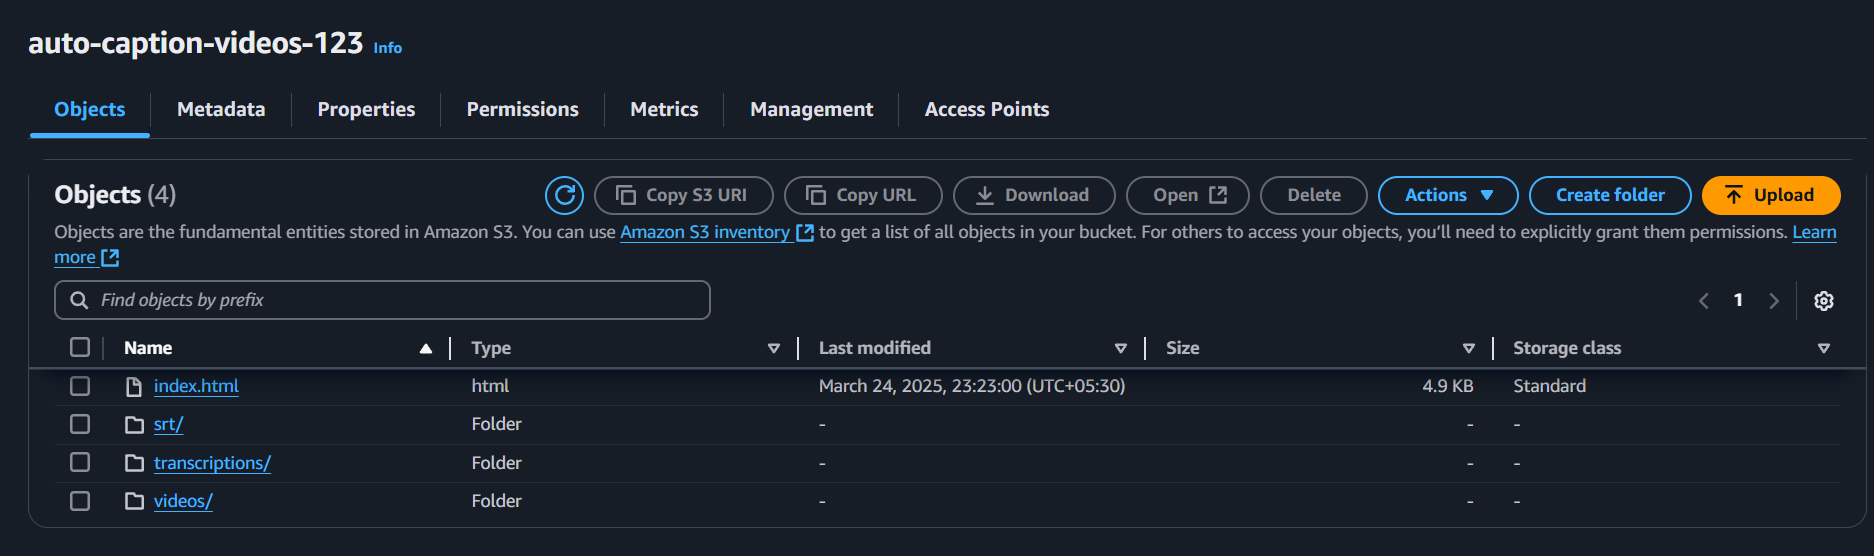 auto-caption-videos-123 Info
Objects Metadata Properties Permissions Metrics Management Access Points
Objects (4) Copy S3 URI Copy URL Download Open Delete Actions Create folder Upload
Objects are the fundamental entities stored in Amazon S3. You can use Amazon S3 inventory to get a list of all objects in your bucket. For others to access your objects, you’ll need to explicitly grant them permissions. Learn
more
Find objects by prefix 1
Name Type Last modified Size Storage class
index.html html March 24, 2025, 23:23:00 (UTC+05:30) 4.9 KB Standard
srt/ Folder - - -
transcriptions/ Folder - - -
videos/ Folder - - -